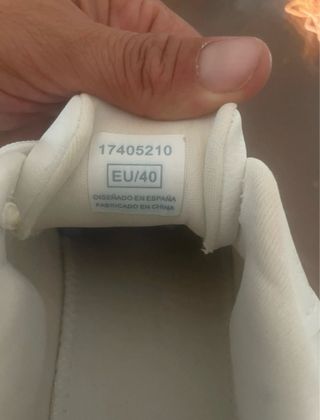 17405210
EU/40
DISEÑADO EN ESPAÑA
FABRICADO EN CHINA